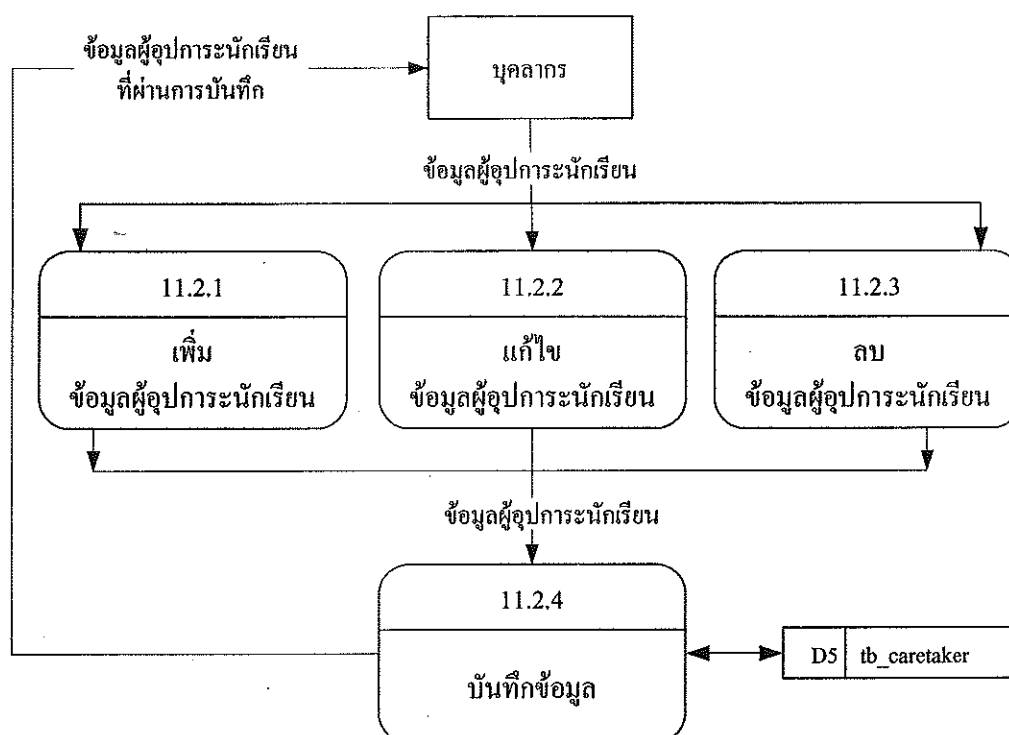 ข้อมูลผู้อุปการะนักเรียน
ที่ผ่านการบันทึก
บุคลากร
ข้อมูลผู้อุปการะนักเรียน
11.2.1
เพิ่ม
ข้อมูลผู้อุปการะนักเรียน
11.2.2
แก้ไข
ข้อมูลผู้อุปการะนักเรียน
11.2.3
ลบ
ข้อมูลผู้อุปการะนักเรียน
ข้อมูลผู้อุปการะนักเรียน
11.2.4
บันทึกข้อมูล
D5 tb_caretaker